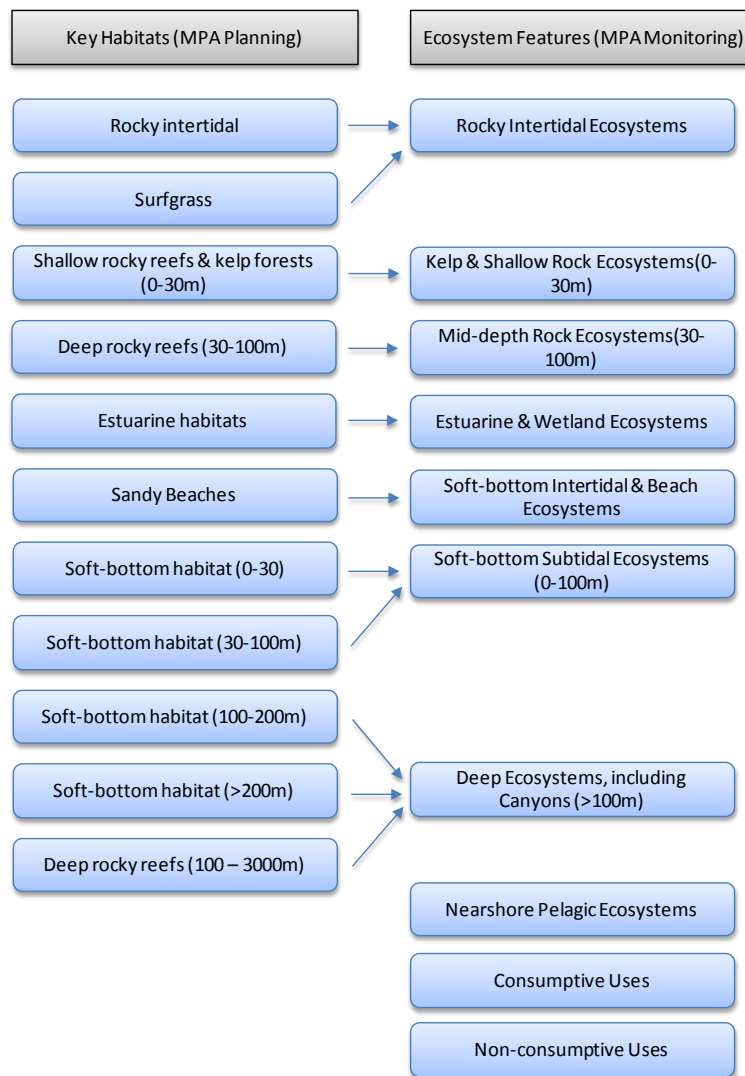 Key Habitats (MPA Planning)
Ecosystem Features (MPA Monitoring)
Rocky intertidal
Rocky Intertidal Ecosystems
Surfgrass
Shallow rocky reefs & kelp forests
(0-30m)
Kelp & Shallow Rock Ecosystems(0-
30m)
Deep rocky reefs (30-100m)
Mid-depth Rock Ecosystems(30-
100m)
Estuarine habitats
Estuarine & Wetland Ecosystems
Sandy Beaches
Soft-bottom Intertidal & Beach
Ecosystems
Soft-bottom habitat (0-30)
Soft-bottom Subtidal Ecosystems
(0-100m)
Soft-bottom habitat (30-100m)
Soft-bottom habitat (100-200m)
Soft-bottom habitat (>200m)
Deep Ecosystems, including
Canyons (>100m)
Deep rocky reefs (100 – 3000m)
Nearshore Pelagic Ecosystems
Consumptive Uses
Non-consumptive Uses